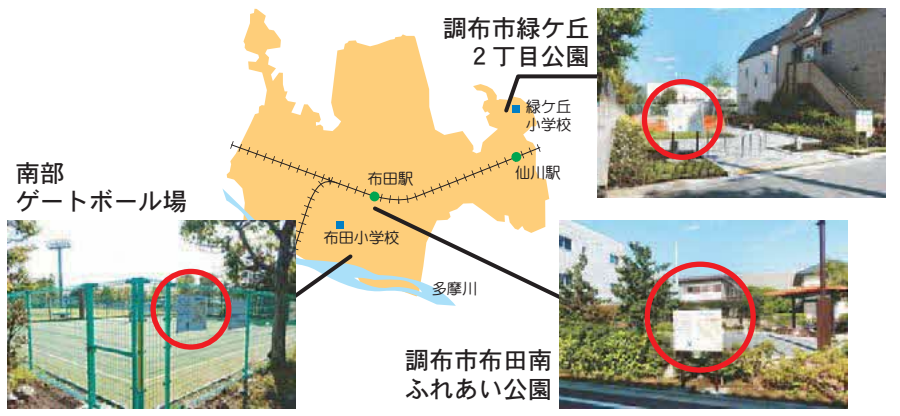 調布市緑ケ丘
2丁目公園
緑ケ丘
小学校
仙川駅
布田駅
南部
ゲートボール場
布田小学校
多摩川
調布市布田南
ふれあい公園